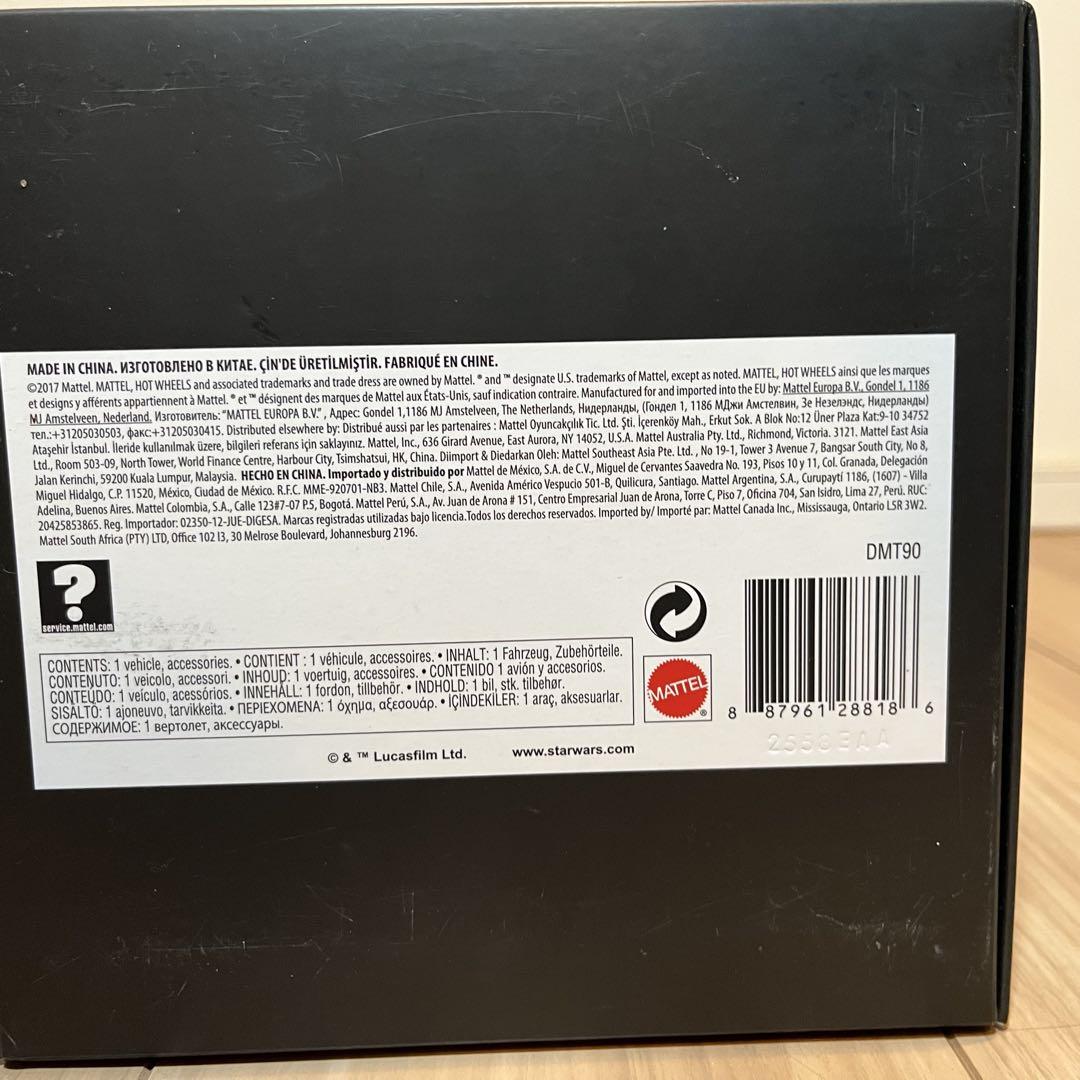 MADE IN CHINA. ИЗГОТОВЛЕНО В КИТАЕ. ÇİN'DE ÜRETİLMİŞTİR. FABRIQUÉ EN CHINE.
©2017 Mattel. MATTEL, HOT WHEELS and associated trademarks and trade dress are owned by Mattel. ® and ™ designate U.S. trademarks of Mattel, except as noted. MATTEL, HOT WHEELS ainsi que les marques
et designs y afférents appartiennent à Mattel. ® et ™ désignent des marques de Mattel aux États-Unis, sauf indication contraire. Manufactured for and imported into the EU by: Mattel Europa B.V., Gondel 1, 1186
MJ Amstelveen, Nederland. Изготовитель: "MATTEL EUROPA B.V.", Адрес: Gondel 1,1186 MJ Amstelveen, The Netherlands, Нидерланды, (Гондел 1, 1186 МДжи Амстелвин, Зе Незелэндс, Нидерланды)
тел.:+31205030503, факс:+31205030415. Distributed elsewhere by: Distribué aussi par les partenaires : Mattel Oyuncakçılık Tic. Ltd. Şti. İçerenköy Mah., Erkut Sok. A Blok No:12 Üner Plaza Kat:9-10 34752
Ataşehir İstanbul. İleride kullanılmak üzere, bilgileri referans için saklayınız. Mattel, Inc., 636 Girard Avenue, East Aurora, NY 14052, U.S.A. Mattel Australia Pty. Ltd., Richmond, Victoria. 3121. Mattel East Asia
Ltd., Room 503-09, North Tower, World Finance Centre, Harbour City, Tsimshatsui, HK, China. Diimport & Diedarkan Oleh: Mattel Southeast Asia Pte. Ltd. , No 19-1, Tower 3 Avenue 7, Bangsar South City, No 8,
Jalan Kerinchi, 59200 Kuala Lumpur, Malaysia. HECHO EN CHINA. Importado y distribuido por Mattel de México, S.A. de C.V., Miguel de Cervantes Saavedra No. 193, Pisos 10 y 11, Col. Granada, Delegación
Miguel Hidalgo, C.P. 11520, México, Ciudad de México. R.F.C. MME-920701-NB3. Mattel Chile, S.A., Avenida Américo Vespucio 501-B, Quilicura, Santiago. Mattel Argentina, S.A., Curupaytí 1186, (1607) - Villa
Adelina, Buenos Aires. Mattel Colombia, S.A., Calle 123#7-07 P.5, Bogotá. Mattel Perú, S.A., Av. Juan de Arona # 151, Centro Empresarial Juan de Arona, Torre C, Piso 7, Oficina 704, San Isidro, Lima 27, Perú. RUC:
20425853865. Reg. Importador: 02350-12-JUE-DIGESA. Marcas registradas utilizadas bajo licencia.Todos los derechos reservados. Imported by/ Importé par: Mattel Canada Inc., Mississauga, Ontario L5R 3W2.
Mattel South Africa (PTY) LTD, Office 102 I3, 30 Melrose Boulevard, Johannesburg 2196.
DMT90
?
service.mattel.com
CONTENTS: 1 vehicle, accessories. • CONTIENT : 1 véhicule, accessoires. • INHALT: 1 Fahrzeug, Zubehörteile.
CONTENUTO: 1 veicolo, accessori. • INHOUD: 1 voertuig, accessoires. • CONTENIDO 1 avión y accesorios.
CONTEÚDO: 1 veículo, acessórios. • INNEHÅLL: 1 fordon, tillbehör. • INDHOLD: 1 bil, stk. tilbehør.
SISÄLTÖ: 1 ajoneuvo, tarvikkeita. • ΠΕΡΙΕΧΟΜΕΝΑ: 1 όχημα, αξεσουάρ. • İÇİNDEKİLER: 1 araç, aksesuarlar.
СОДЕРЖИМОЕ: 1 вертолет, аксессуары.
MATTEL ®
8 87961 28818 6
2558EAA
© & ™ Lucasfilm Ltd.
www.starwars.com